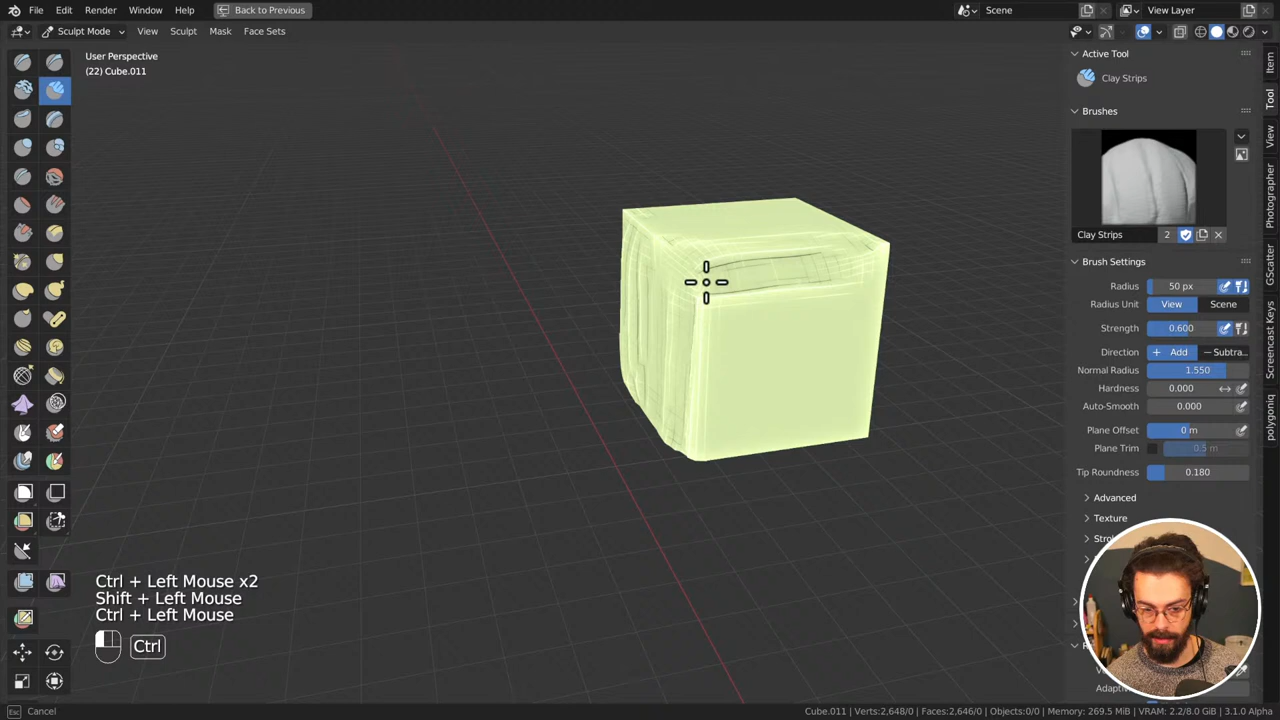 File Edit Render Window Help Back to Previous Scene View Layer
Sculpt Mode View Sculpt Mask Face Sets
User Perspective
(22) Cube.011
Active Tool
Clay Strips
Brushes
Clay Strips 2
Brush Settings
Radius 50 px
Radius Unit View Scene
Strength 0.600
Direction + Add − Subtra...
Normal Radius 1.550
Hardness 0.000
Auto-Smooth 0.000
Plane Offset 0 m
Plane Trim 0.5 m
Tip Roundness 0.180
Advanced
Texture
Item
Tool
View
Photographer
GScatter
Screencast Keys
polygoniq
Ctrl + Left Mouse x2
Shift + Left Mouse
Ctrl + Left Mouse
Ctrl
Esc Cancel
Cube.011 | Verts:2,648/0 | Faces:2,646/0 | Objects:0/0 | Memory: 269.5 MiB | VRAM: 2.2/8.0 GiB | 3.1.0 Alpha